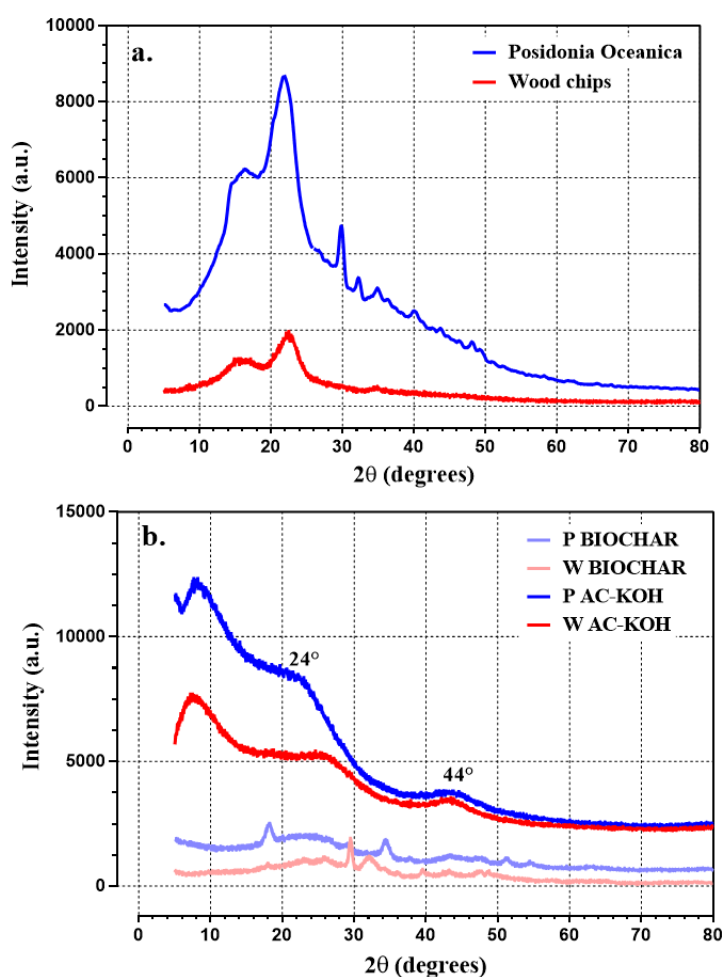 a.
Posidonia Oceanica
Wood chips
Intensity (a.u.)
10000
8000
6000
4000
2000
0
0 10 20 30 40 50 60 70 80
2θ (degrees)
b.
P BIOCHAR
W BIOCHAR
P AC-KOH
W AC-KOH
24°
44°
Intensity (a.u.)
15000
10000
5000
0
0 10 20 30 40 50 60 70 80
2θ (degrees)